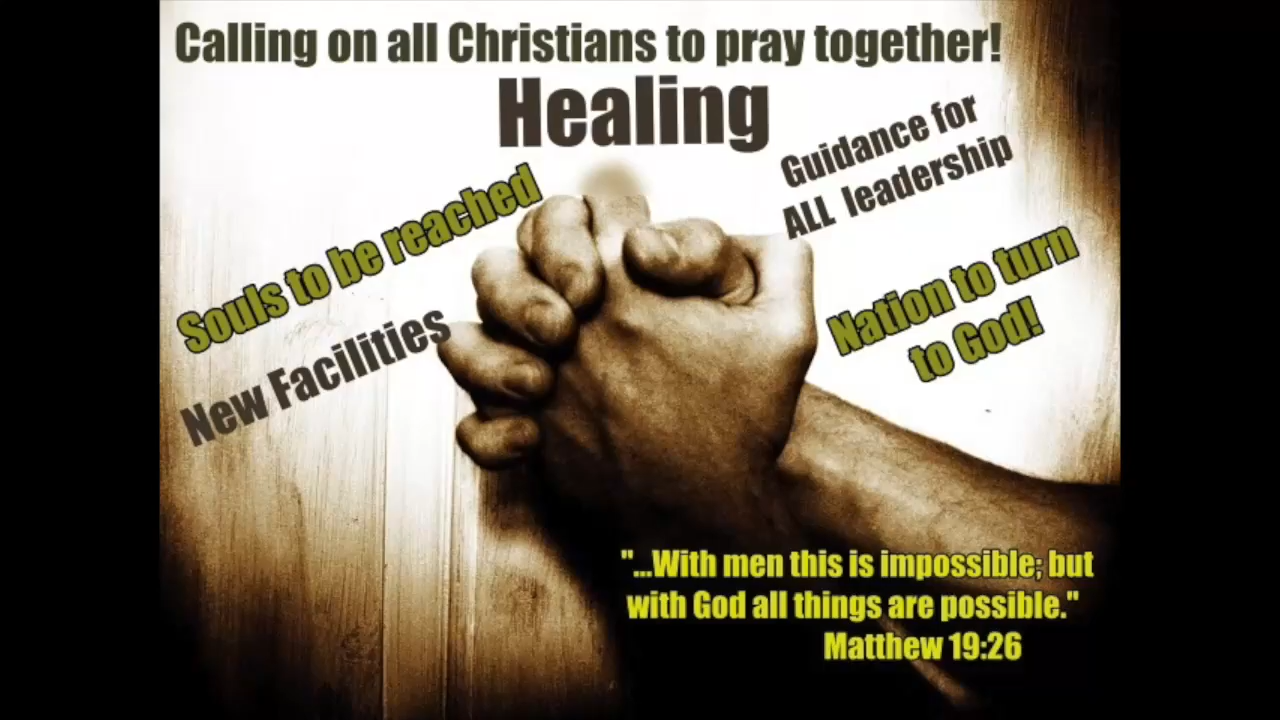 Calling on all Christians to pray together!
Healing
Guidance for
ALL leadership
Souls to be reached
New Facilities
Nation to turn
to God!
"...With men this is impossible; but
with God all things are possible."
Matthew 19:26